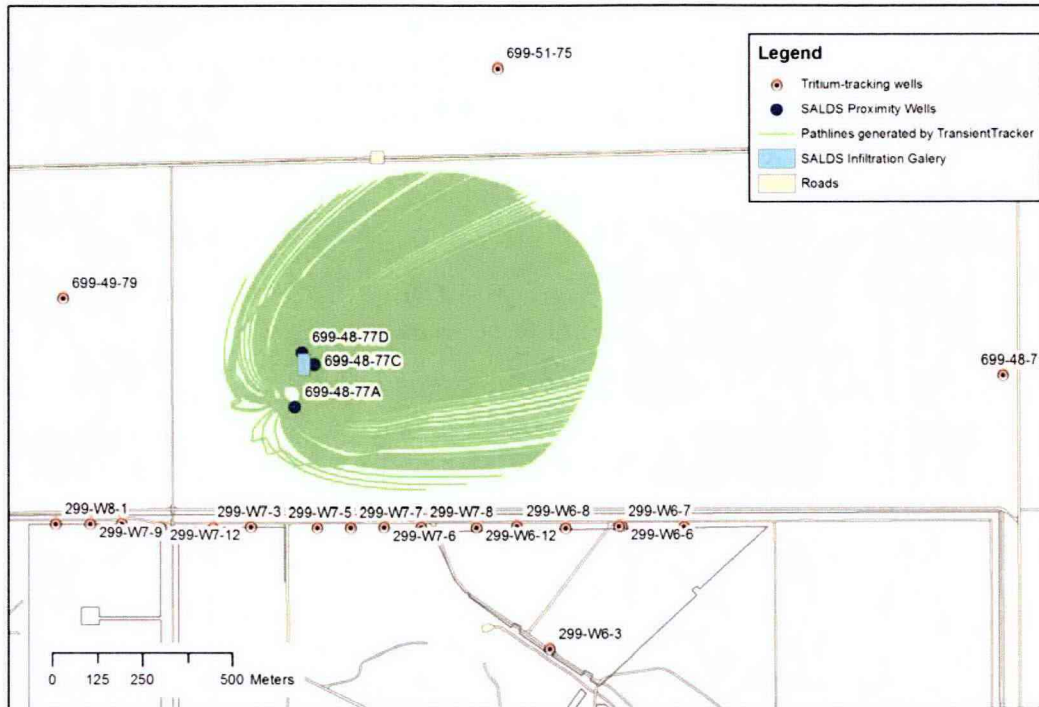 699-51-75
Legend
Tritium-tracking wells
SALDS Proximity Wells
Pathlines generated by TransientTracker
SALDS Infiltration Galery
Roads
699-49-79
699-48-77D
699-48-77C
699-48-7
699-48-77A
299-W8-1 299-W7-3 299-W7-5 299-W7-7 299-W7-8 299-W6-8 299-W6-7
299-W7-9 299-W7-12 299-W7-6 299-W6-12 299-W6-6
299-W6-3
0 125 250 500 Meters